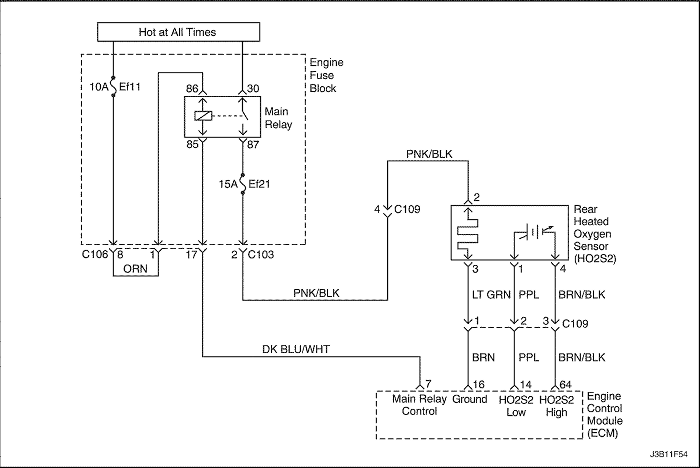 Hot at All Times
Engine
Fuse
Block
10A Ef11
86 30
Main
Relay
85 87
15A Ef21
PNK/BLK
2
4 C109
Rear
Heated
Oxygen
Sensor
(HO2S2)
C106 8 1 17 2 C103
ORN
3 1 4
PNK/BLK
LT GRN PPL BRN/BLK
1 2 3 C109
DK BLU/WHT
BRN PPL BRN/BLK
7 16 14 64
Main Relay
Control
Ground
HO2S2
Low
HO2S2
High
Engine
Control
Module
(ECM)
J3B11F54